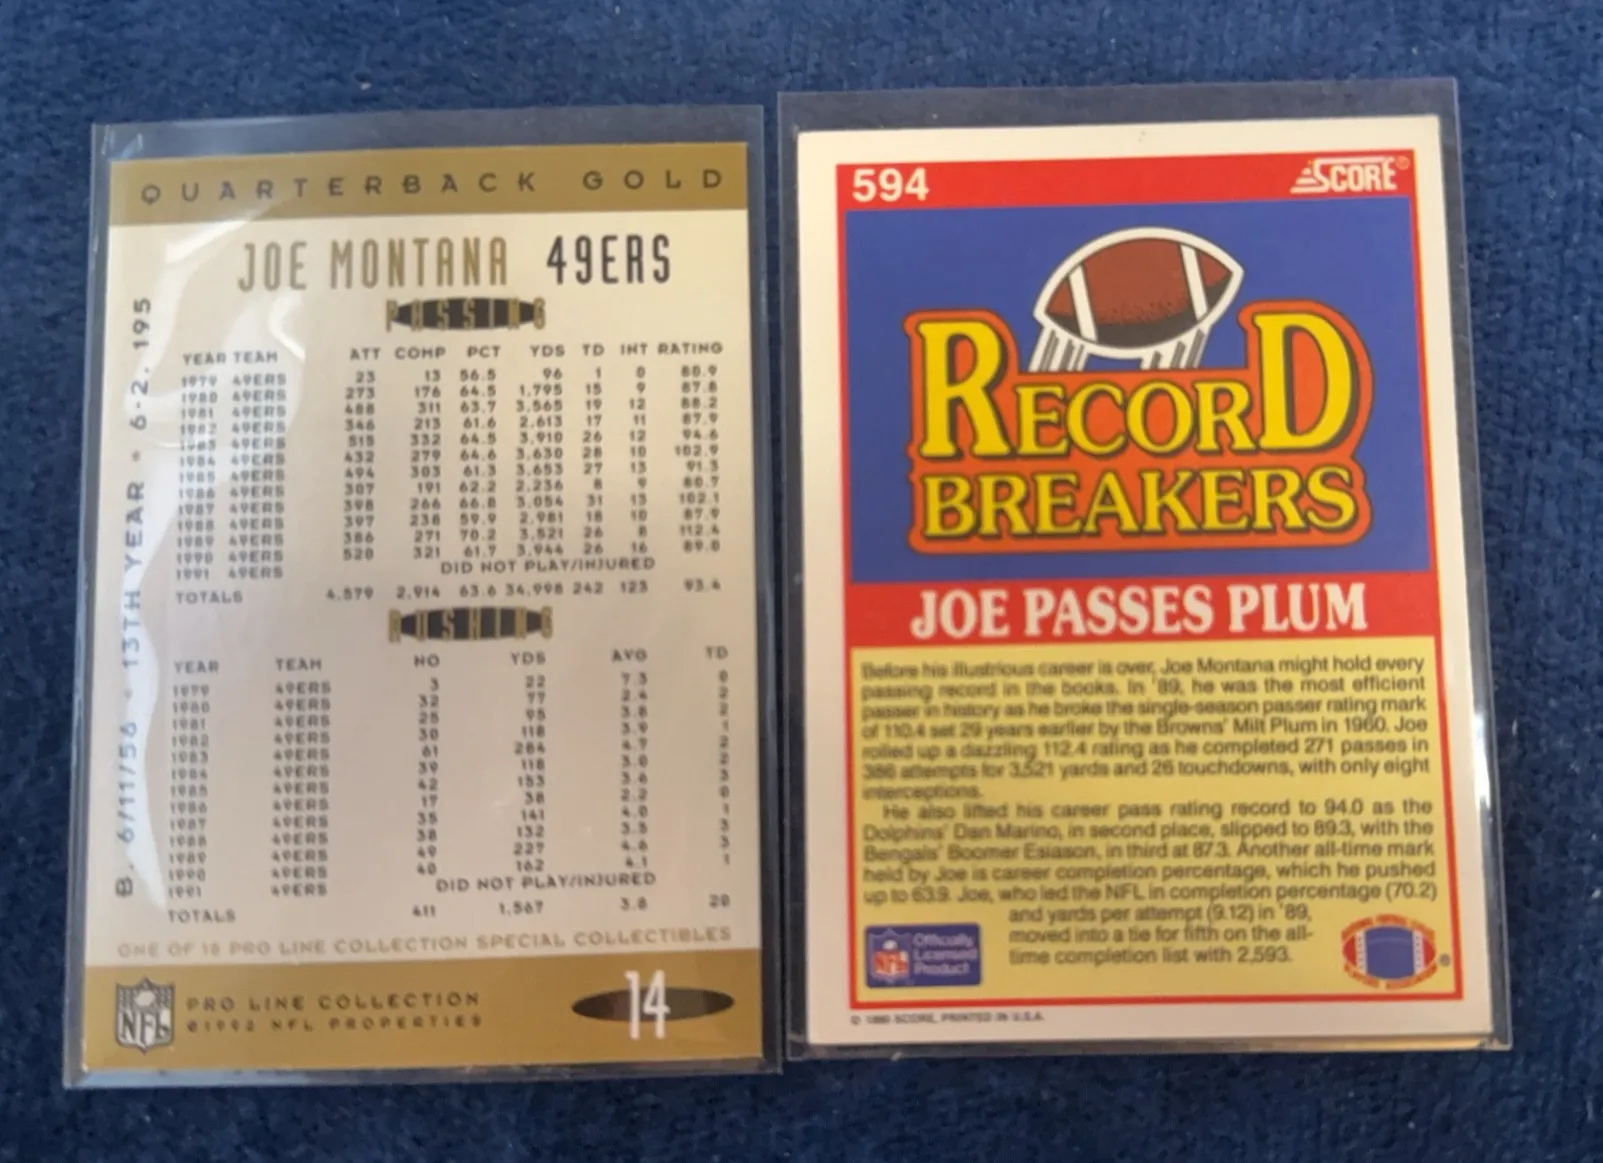 QUARTERBACK GOLD
JOE MONTANA 49ERS
PASSING
YEAR TEAM ATT COMP PCT YDS TD INT RATING
1979 49ERS 23 13 56.5 96 1 0 80.9
1980 49ERS 273 176 64.5 1,795 15 9 87.8
1981 49ERS 488 311 63.7 3,565 19 12 88.2
1982 49ERS 346 213 61.6 2,613 17 11 87.9
1983 49ERS 515 332 64.5 3,910 26 12 94.6
1984 49ERS 432 279 64.6 3,630 28 10 102.9
1985 49ERS 494 303 61.3 3,653 27 13 91.3
1986 49ERS 307 191 62.2 2,236 8 9 80.7
1987 49ERS 398 266 66.8 3,054 31 13 102.1
1988 49ERS 397 238 59.9 2,981 18 10 87.9
1989 49ERS 386 271 70.2 3,521 26 8 112.4
1990 49ERS 520 321 61.7 3,944 26 16 89.0
1991 49ERS DID NOT PLAY/INJURED
TOTALS 4,579 2,914 63.6 34,998 242 123 93.4
RUSHING
YEAR TEAM NO YDS AVG TD
1979 49ERS 3 22 7.3 0
1980 49ERS 32 77 2.4 2
1981 49ERS 25 95 3.8 2
1982 49ERS 30 118 3.9 1
1983 49ERS 61 284 4.7 2
1984 49ERS 39 118 3.0 2
1985 49ERS 42 153 3.6 3
1986 49ERS 17 38 2.2 0
1987 49ERS 35 141 4.0 1
1988 49ERS 38 132 3.5 3
1989 49ERS 49 227 4.6 3
1990 49ERS 40 162 4.1 1
1991 49ERS DID NOT PLAY/INJURED
TOTALS 411 1,567 3.8 20
ONE OF 18 PRO LINE COLLECTION SPECIAL COLLECTIBLES
B. 6/11/56 • 13TH YEAR • 6-2, 195
NFL
PRO LINE COLLECTION
©1992 NFL PROPERTIES
14
594
SCORE®
RECORD
BREAKERS
JOE PASSES PLUM
Before his illustrious career is over, Joe Montana might hold every
passing record in the books. In '89, he was the most efficient
passer in history as he broke the single-season passer rating mark
of 110.4 set 29 years earlier by the Browns' Milt Plum in 1960. Joe
rolled up a dazzling 112.4 rating as he completed 271 passes in
386 attempts for 3,521 yards and 26 touchdowns, with only eight
interceptions.
He also lifted his career pass rating record to 94.0 as the
Dolphins' Dan Marino, in second place, slipped to 89.3, with the
Bengals' Boomer Esiason, in third at 87.3. Another all-time mark
held by Joe is career completion percentage, which he pushed
up to 63.9. Joe, who led the NFL in completion percentage (70.2)
and yards per attempt (9.12) in '89,
moved into a tie for fifth on the all-
time completion list with 2,593.
NFL
Officially
Licensed
Product
®
© 1990 SCORE, PRINTED IN U.S.A.